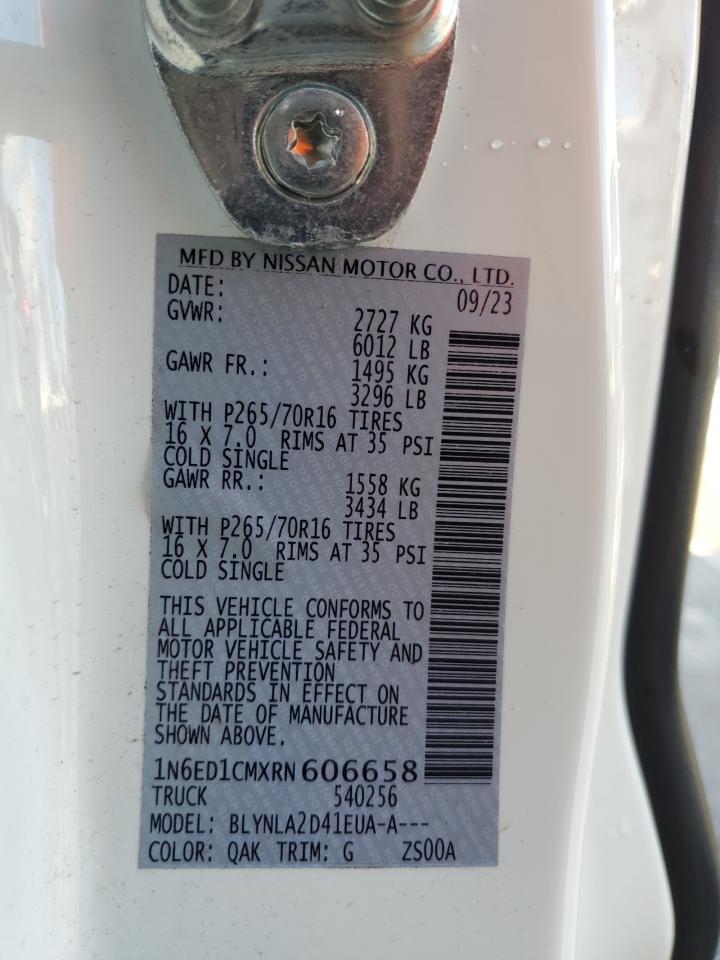 MFD BY NISSAN MOTOR CO., LTD.
DATE: 09/23
GVWR: 2727 KG
6012 LB
GAWR FR.: 1495 KG
3296 LB
WITH P265/70R16 TIRES
16 X 7.0 RIMS AT 35 PSI
COLD SINGLE
GAWR RR.: 1558 KG
3434 LB
WITH P265/70R16 TIRES
16 X 7.0 RIMS AT 35 PSI
COLD SINGLE
THIS VEHICLE CONFORMS TO
ALL APPLICABLE FEDERAL
MOTOR VEHICLE SAFETY AND
THEFT PREVENTION
STANDARDS IN EFFECT ON
THE DATE OF MANUFACTURE
SHOWN ABOVE.
1N6ED1CMXRN606658
TRUCK 540256
MODEL: BLYNLA2D41EUA-A---
COLOR: QAK TRIM: G ZS00A